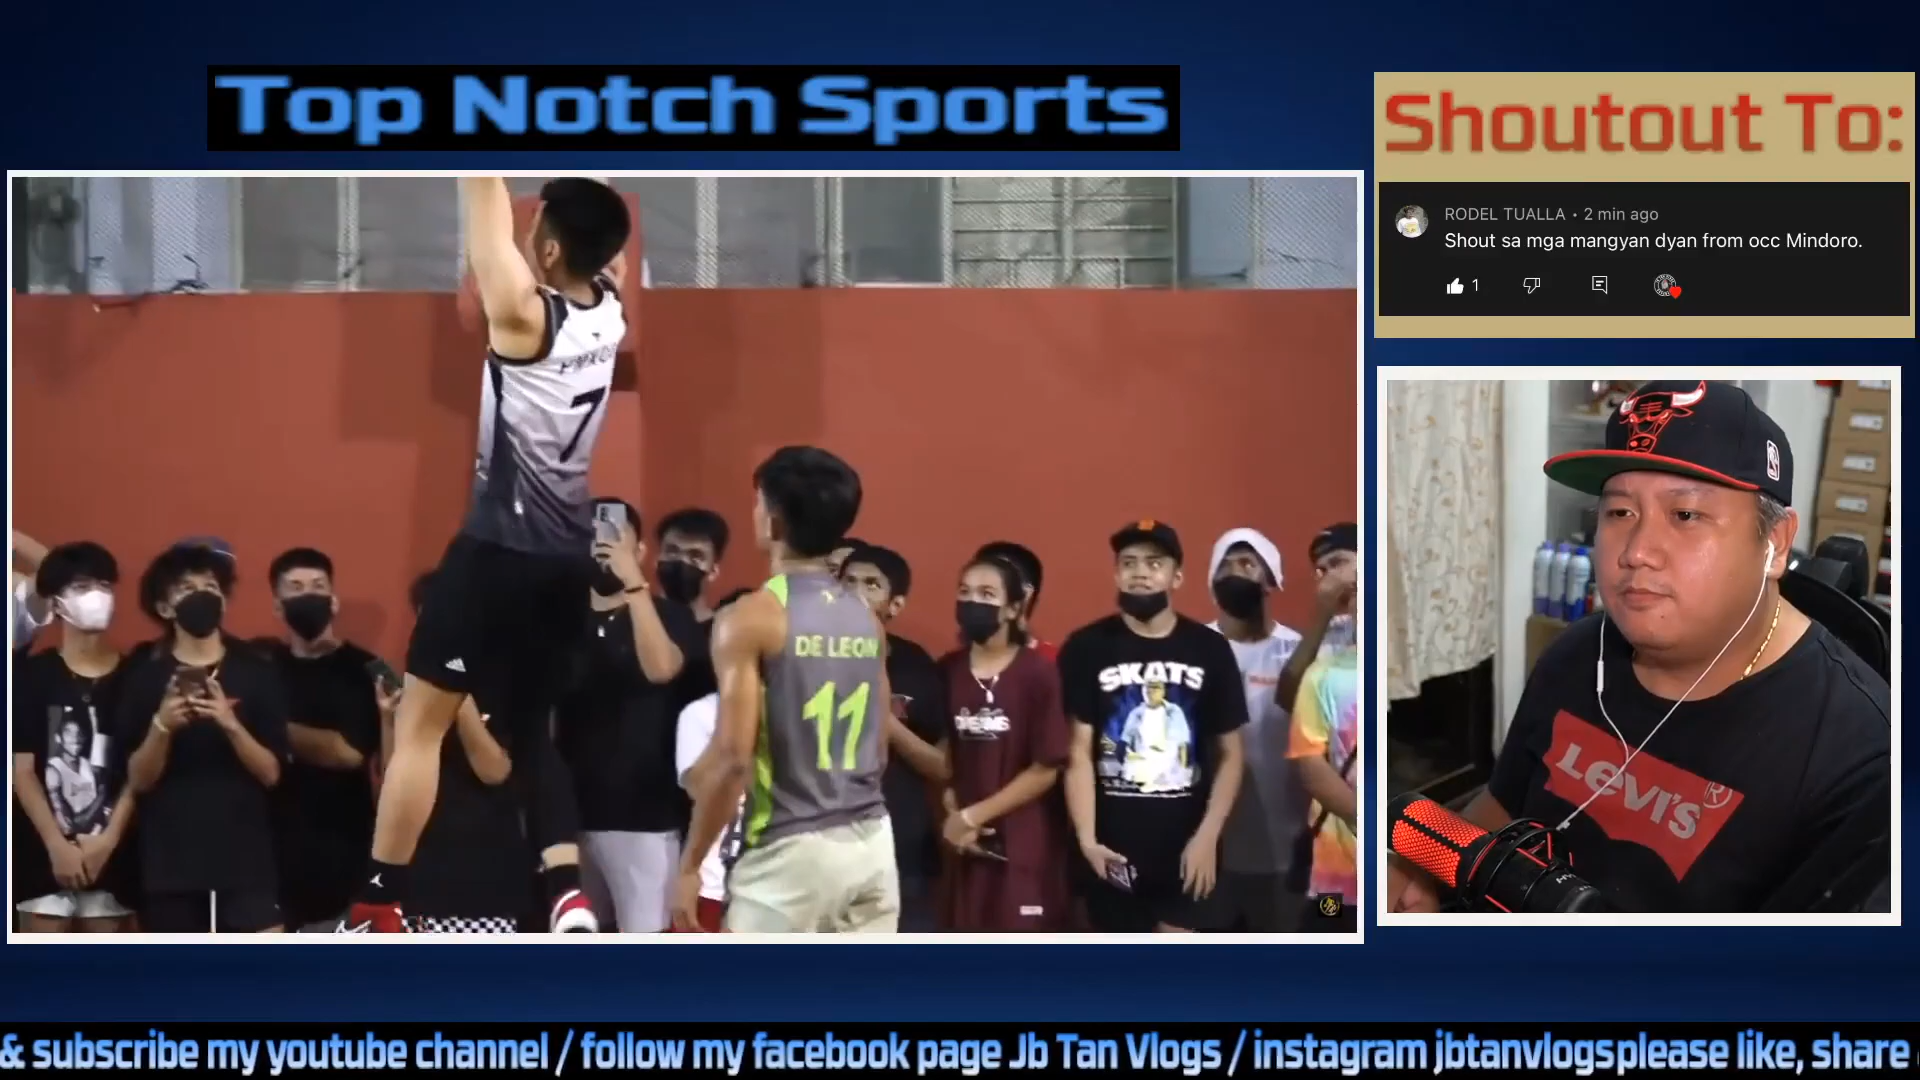 Top Notch Sports
Shoutout To:
RODEL TUALLA • 2 min ago
Shout sa mga mangyan dyan from occ Mindoro.
1
7
DE LEON
11
SKATS
LEVI'S®
& subscribe my youtube channel / follow my facebook page Jb Tan Vlogs / instagram jbtanvlogsplease like, share